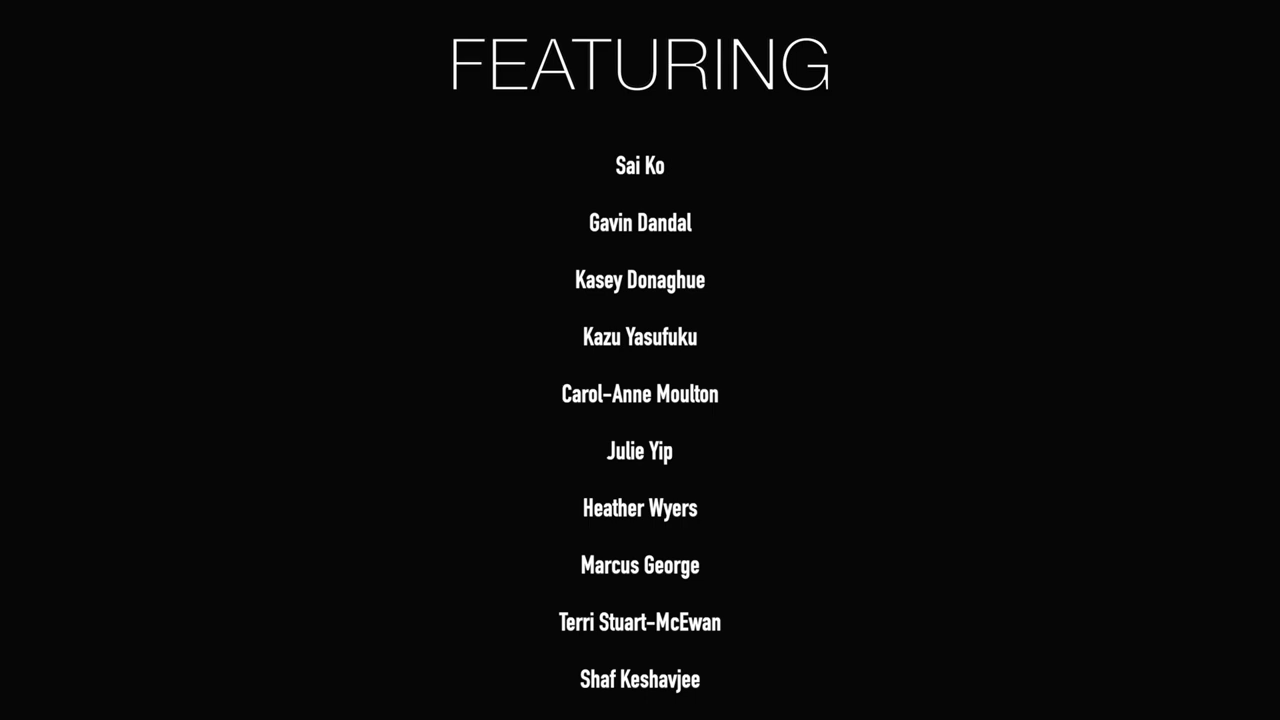 FEATURING
Sai Ko
Gavin Dandal
Kasey Donaghue
Kazu Yasufuku
Carol-Anne Moulton
Julie Yip
Heather Wyers
Marcus George
Terri Stuart-McEwan
Shaf Keshavjee